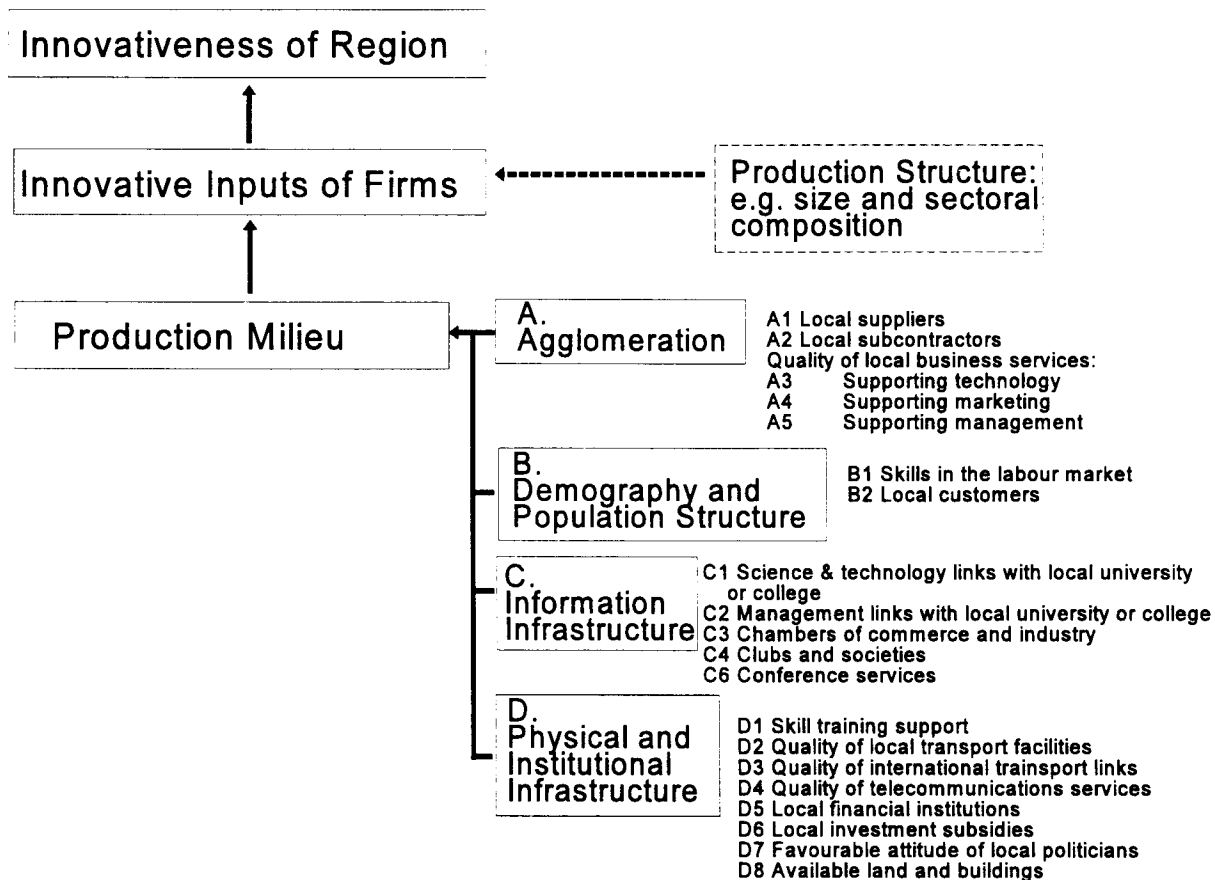 Innovativeness of Region
Innovative Inputs of Firms
Production Structure:
e.g. size and sectoral
composition
Production Milieu
A.
Agglomeration
A1 Local suppliers
A2 Local subcontractors
Quality of local business services:
A3 Supporting technology
A4 Supporting marketing
A5 Supporting management
B.
Demography and
Population Structure
B1 Skills in the labour market
B2 Local customers
C.
Information
Infrastructure
C1 Science & technology links with local university
or college
C2 Management links with local university or college
C3 Chambers of commerce and industry
C4 Clubs and societies
C6 Conference services
D.
Physical and
Institutional
Infrastructure
D1 Skill training support
D2 Quality of local transport facilities
D3 Quality of international trainsport links
D4 Quality of telecommunications services
D5 Local financial institutions
D6 Local investment subsidies
D7 Favourable attitude of local politicians
D8 Available land and buildings